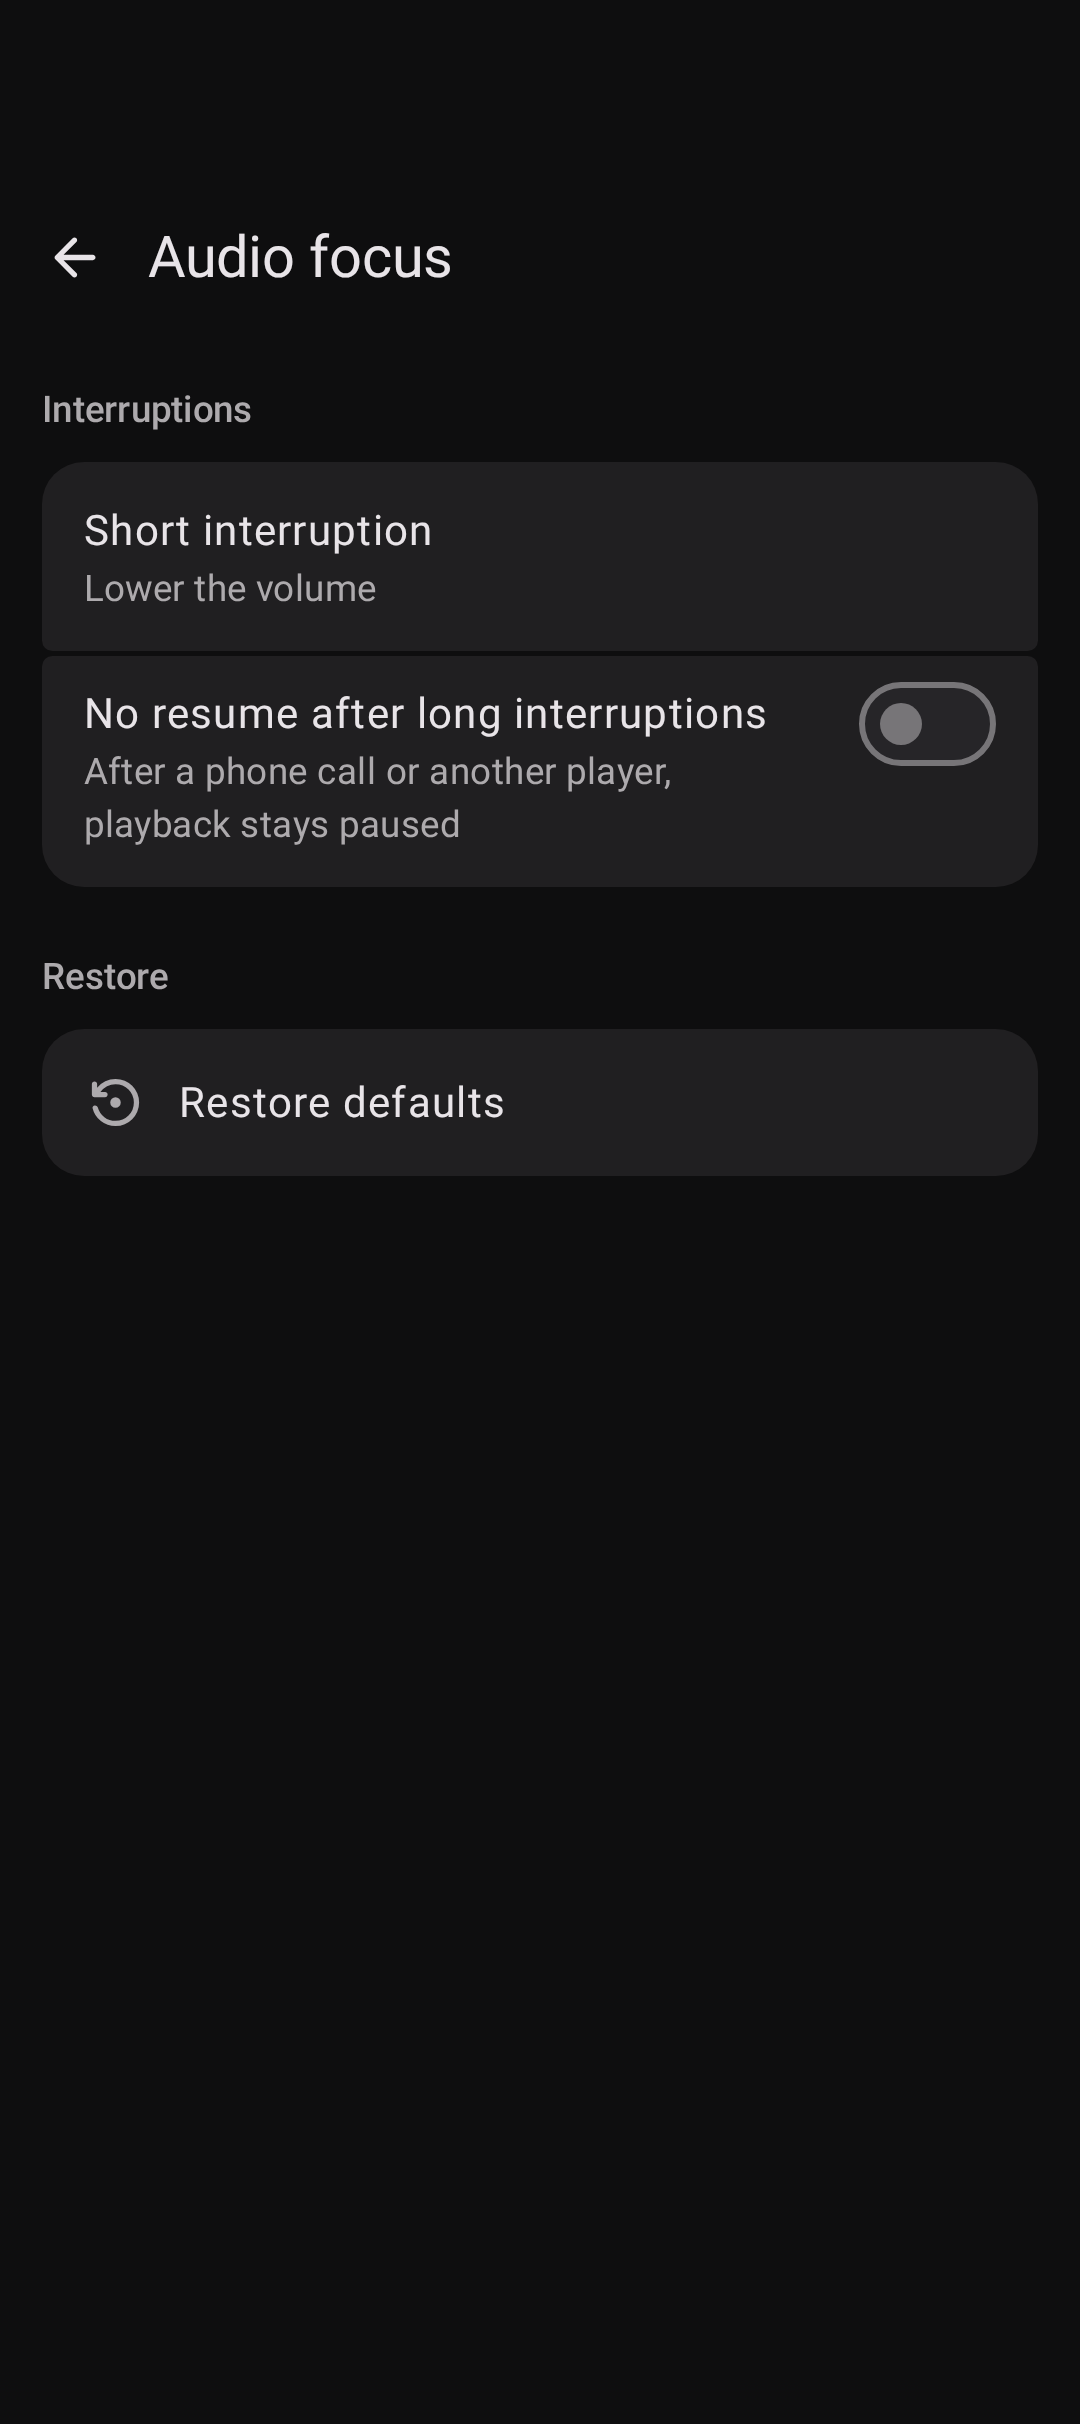 Audio focus
Interruptions
Short interruption
Lower the volume
No resume after long interruptions
After a phone call or another player,
playback stays paused
Restore
Restore defaults